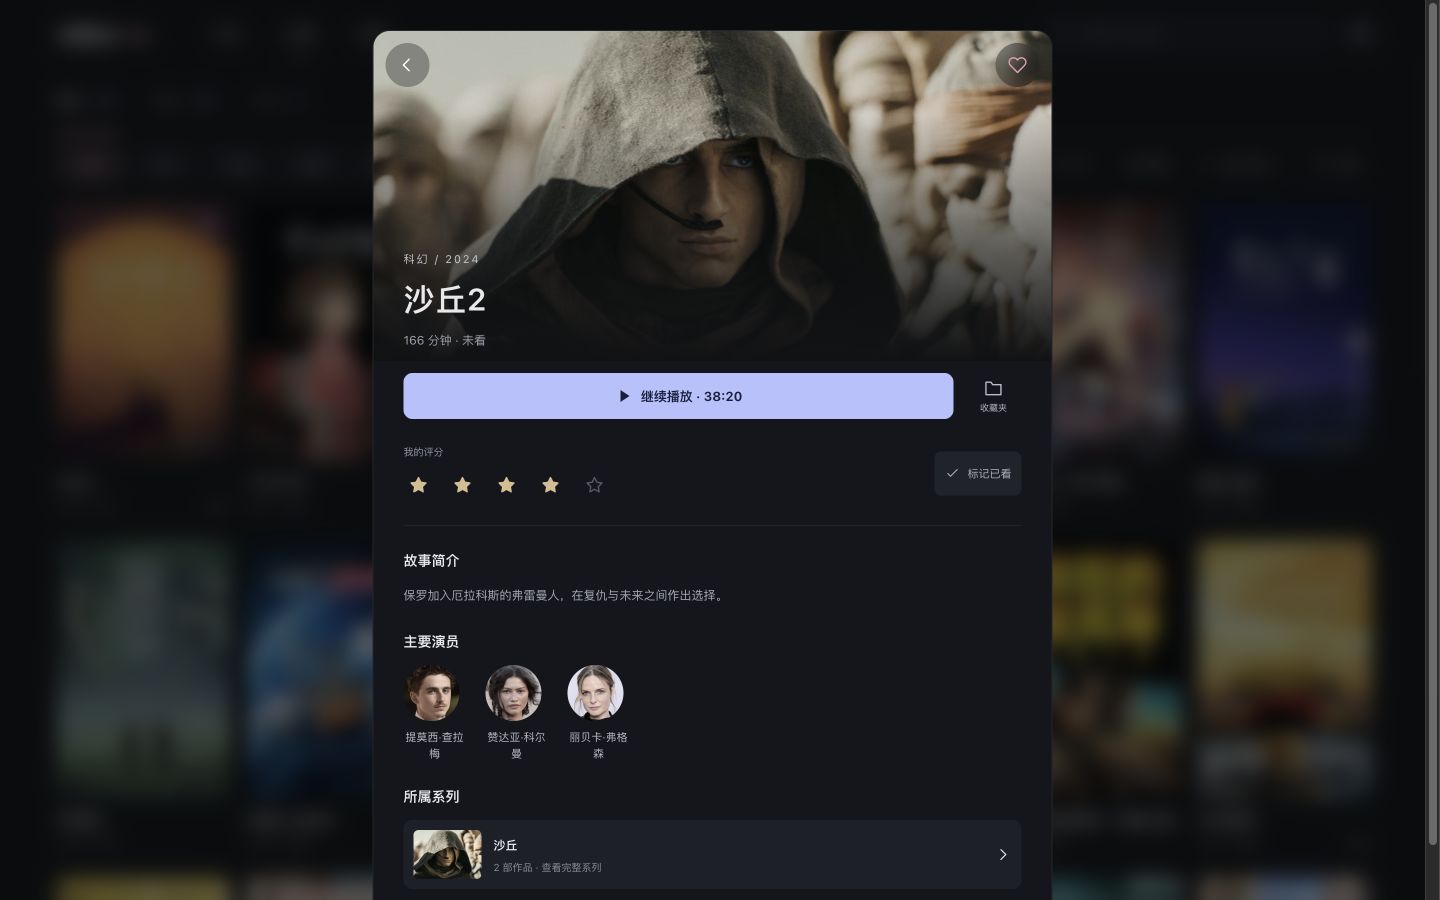 科幻 / 2024
沙丘2
166 分钟 · 未看
继续播放 · 38:20
收藏夹
我的评分
标记已看
故事简介
保罗加入厄拉科斯的弗雷曼人，在复仇与未来之间作出选择。
主要演员
提莫西·查拉
梅
赞达亚·科尔
曼
丽贝卡·弗格
森
所属系列
沙丘
2 部作品 · 查看完整系列